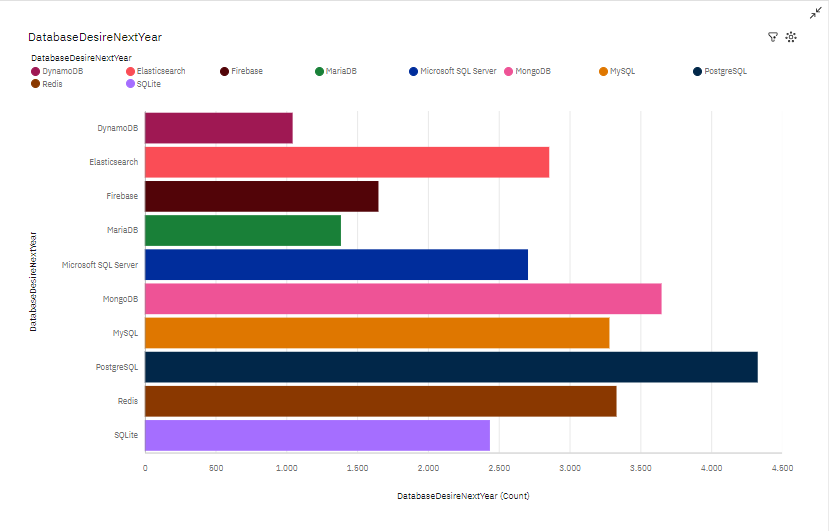 DatabaseDesireNextYear
DatabaseDesireNextYear
DynamoDB Elasticsearch Firebase MariaDB Microsoft SQL Server MongoDB MySQL PostgreSQL
Redis SQLite
DatabaseDesireNextYear
DynamoDB
Elasticsearch
Firebase
MariaDB
Microsoft SQL Server
MongoDB
MySQL
PostgreSQL
Redis
SQLite
0 500 1.000 1.500 2.000 2.500 3.000 3.500 4.000 4.500
DatabaseDesireNextYear (Count)